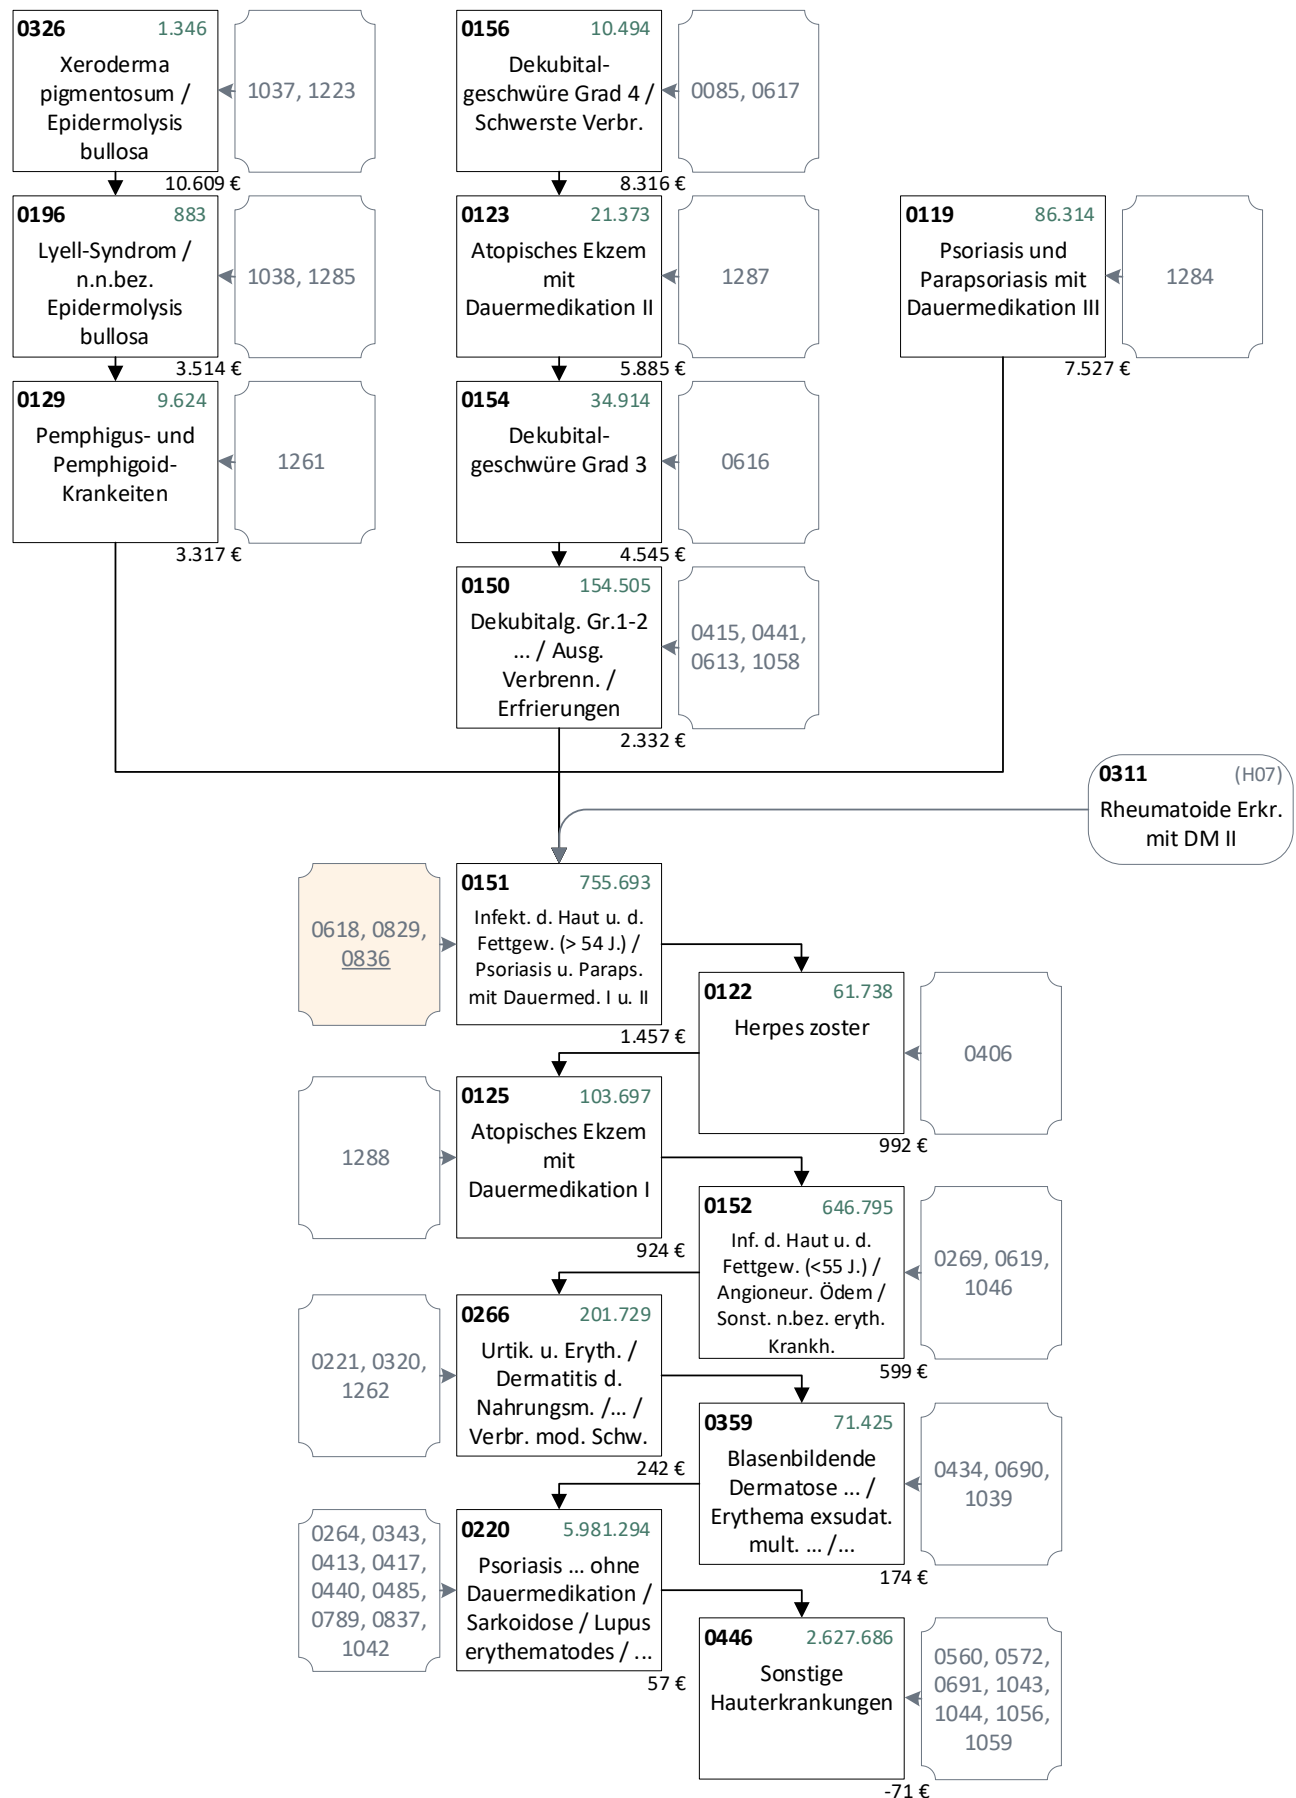 0326 1.346
Xeroderma
pigmentosum /
Epidermolysis
bullosa
1037, 1223
10.609 €
0156 10.494
Dekubital-
geschwüre Grad 4 /
Schwerste Verbr.
0085, 0617
8.316 €
0196 883
Lyell-Syndrom /
n.n.bez.
Epidermolysis
bullosa
1038, 1285
3.514 €
0123 21.373
Atopisches Ekzem
mit
Dauermedikation II
1287
5.885 €
0119 86.314
Psoriasis und
Parapsoriasis mit
Dauermedikation III
1284
7.527 €
0129 9.624
Pemphigus- und
Pemphigoid-
Krankeiten
1261
3.317 €
0154 34.914
Dekubital-
geschwüre Grad 3
0616
4.545 €
0150 154.505
Dekubitalg. Gr.1-2
... / Ausg.
Verbrenn. /
Erfrierungen
0415, 0441,
0613, 1058
2.332 €
0311 (H07)
Rheumatoide Erkr.
mit DM II
0618, 0829,
0836
0151 755.693
Infekt. d. Haut u. d.
Fettgew. (> 54 J.) /
Psoriasis u. Paraps.
mit Dauermed. I u. II
1.457 €
0122 61.738
Herpes zoster
0406
992 €
1288
0125 103.697
Atopisches Ekzem
mit
Dauermedikation I
924 €
0152 646.795
Inf. d. Haut u. d.
Fettgew. (<55 J.) /
Angioneur. Ödem /
Sonst. n.bez. eryth.
Krankh.
0269, 0619,
1046
599 €
0221, 0320,
1262
0266 201.729
Urtik. u. Eryth. /
Dermatitis d.
Nahrungsm. /... /
Verbr. mod. Schw.
242 €
0359 71.425
Blasenbildende
Dermatose ... /
Erythema exsudat.
mult. ... /...
0434, 0690,
1039
174 €
0264, 0343,
0413, 0417,
0440, 0485,
0789, 0837,
1042
0220 5.981.294
Psoriasis ... ohne
Dauermedikation /
Sarkoidose / Lupus
erythematodes / ...
57 €
0446 2.627.686
Sonstige
Hauterkrankungen
0560, 0572,
0691, 1043,
1044, 1056,
1059
-71 €